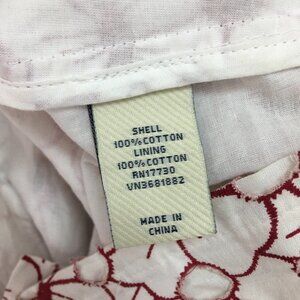 SHELL
100% COTTON
LINING
100% COTTON
RN17730
VN3681882
MADE IN
CHINA